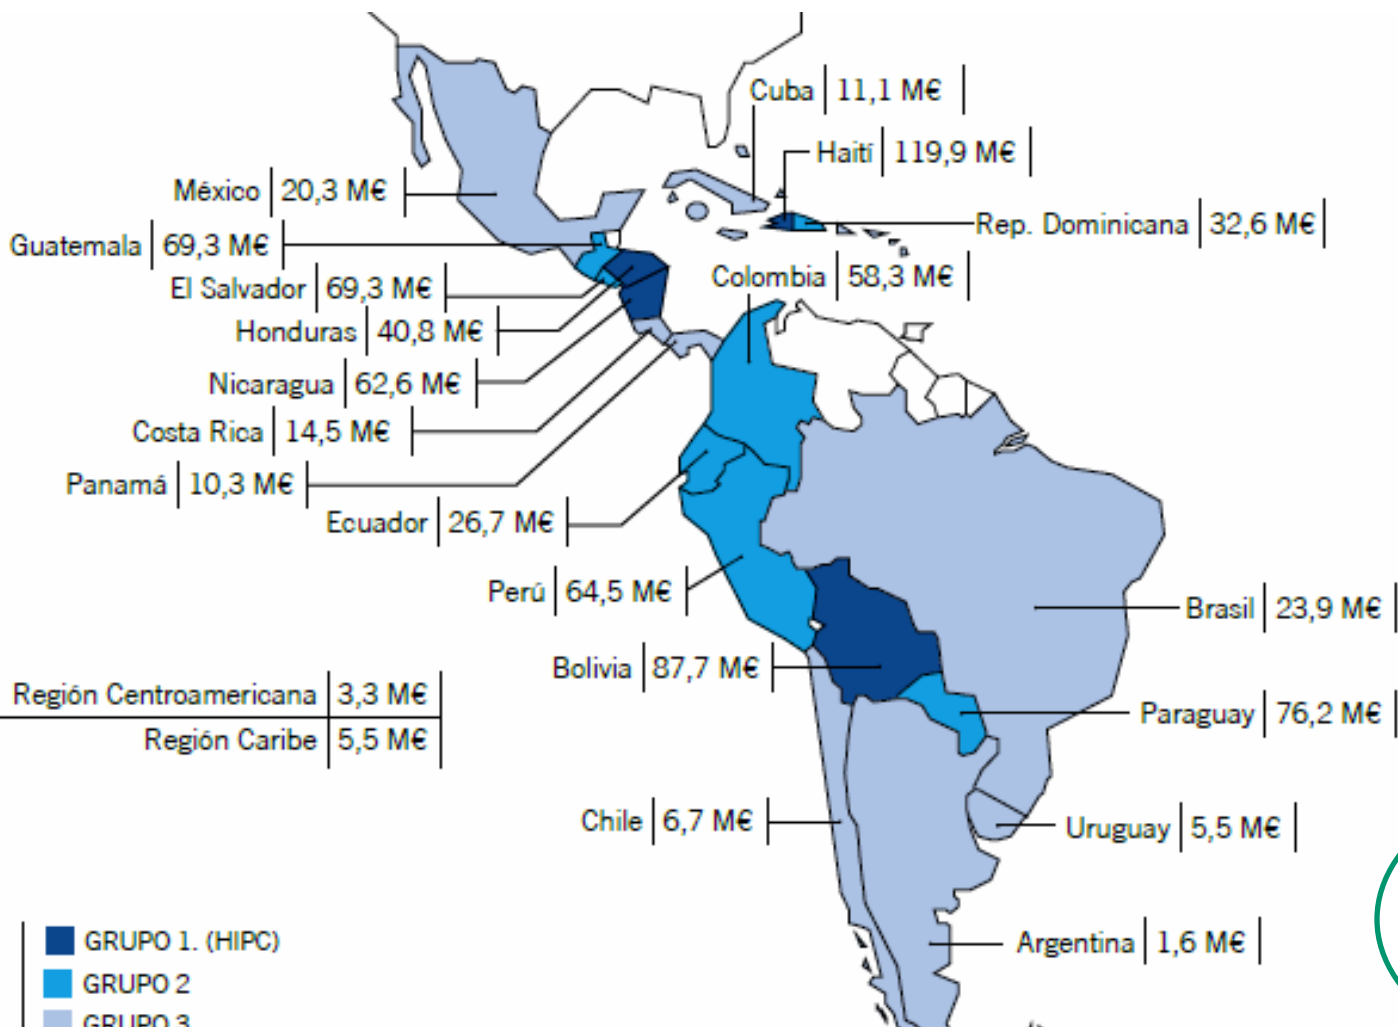 Cuba 11,1 M€
Haití 119,9 M€
México 20,3 M€
Rep. Dominicana 32,6 M€
Guatemala 69,3 M€
Colombia 58,3 M€
El Salvador 69,3 M€
Honduras 40,8 M€
Nicaragua 62,6 M€
Costa Rica 14,5 M€
Panamá 10,3 M€
Ecuador 26,7 M€
Perú 64,5 M€
Brasil 23,9 M€
Bolivia 87,7 M€
Región Centroamericana 3,3 M€
Paraguay 76,2 M€
Región Caribe 5,5 M€
Chile 6,7 M€
Uruguay 5,5 M€
GRUPO 1. (HIPC)
Argentina 1,6 M€
GRUPO 2
GRUPO 3